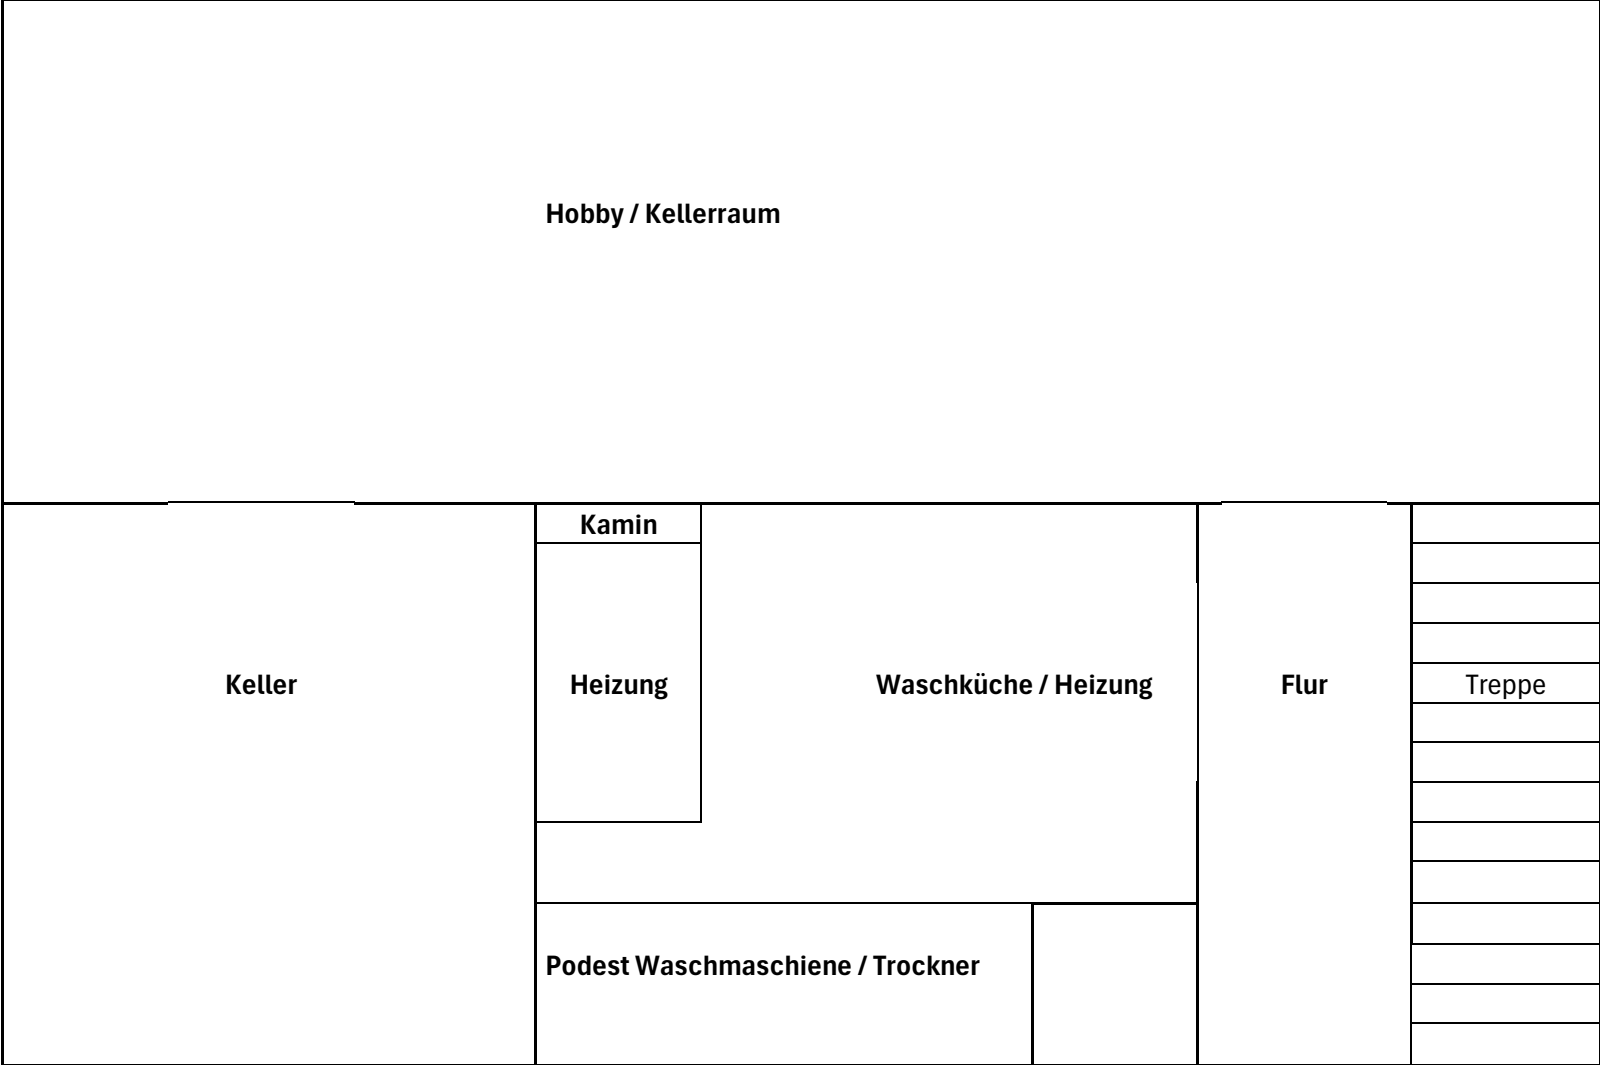 Hobby / Kellerraum
Kamin
Keller
Heizung
Waschküche / Heizung
Flur
Treppe
Podest Waschmaschiene / Trockner